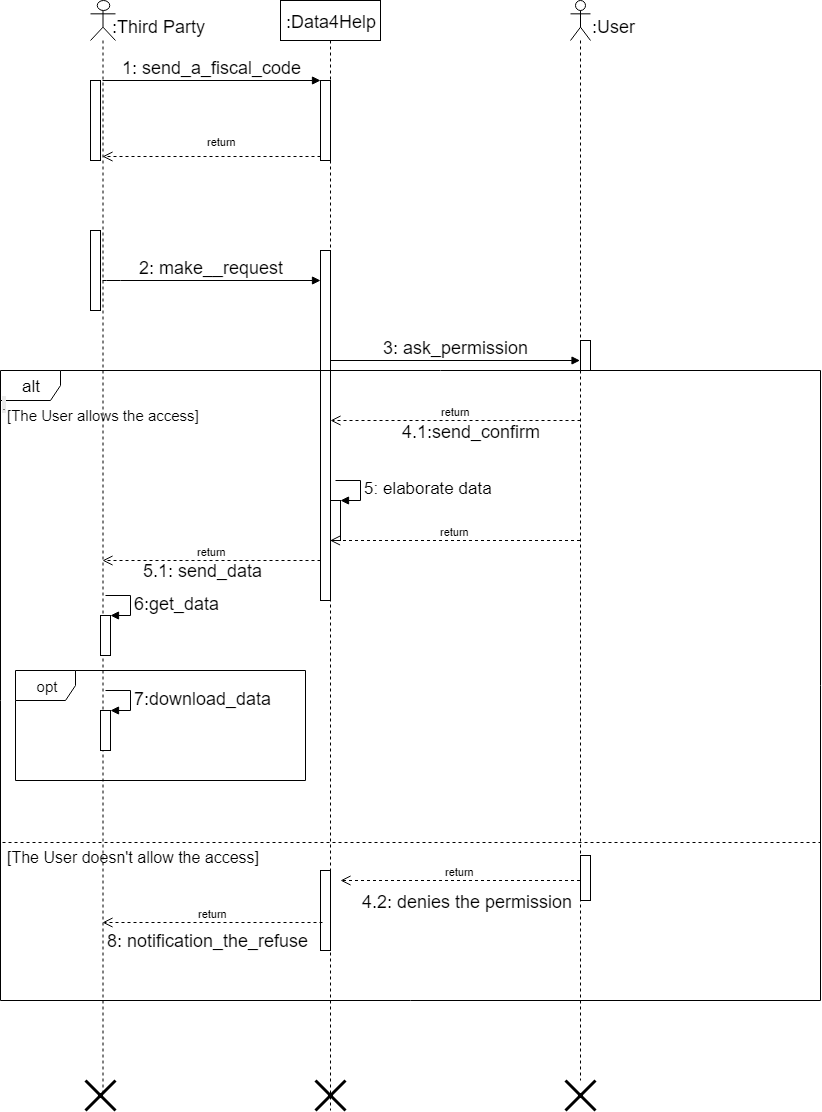 :Third Party
:Data4Help
:User
1: send_a_fiscal_code
return
2: make__request
3: ask_permission
alt
[The User allows the access]
return
4.1:send_confirm
5: elaborate data
return
return
5.1: send_data
6:get_data
opt
7:download_data
[The User doesn't allow the access]
return
4.2: denies the permission
return
8: notification_the_refuse